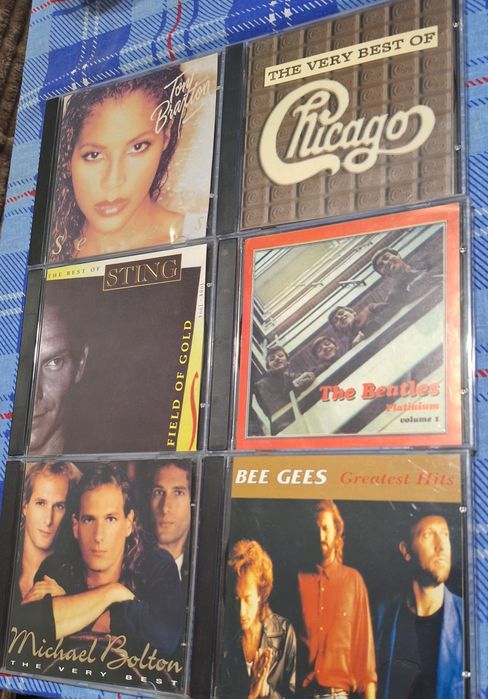 Toni
Braxton
THE VERY BEST OF
Chicago
THE BEST OF STING
FIELD OF GOLD
The Beatles
Platinium
volume 1
Michael Bolton
THE VERY BEST
BEE GEES Greatest Hits